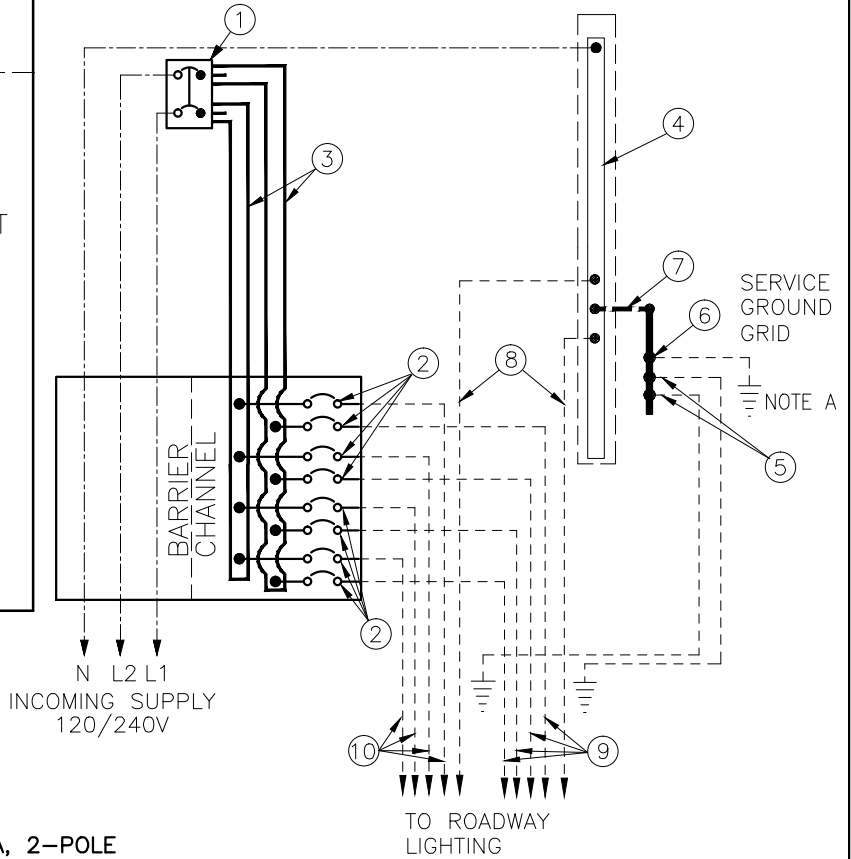 1
4
3
T
7
SERVICE
GROUND
GRID
6
8
2
NOTE A
5
BARRIER
CHANNEL
2
N L2 L1
INCOMING SUPPLY
120/240V
10
9
TO ROADWAY
LIGHTING
, 2-POLE